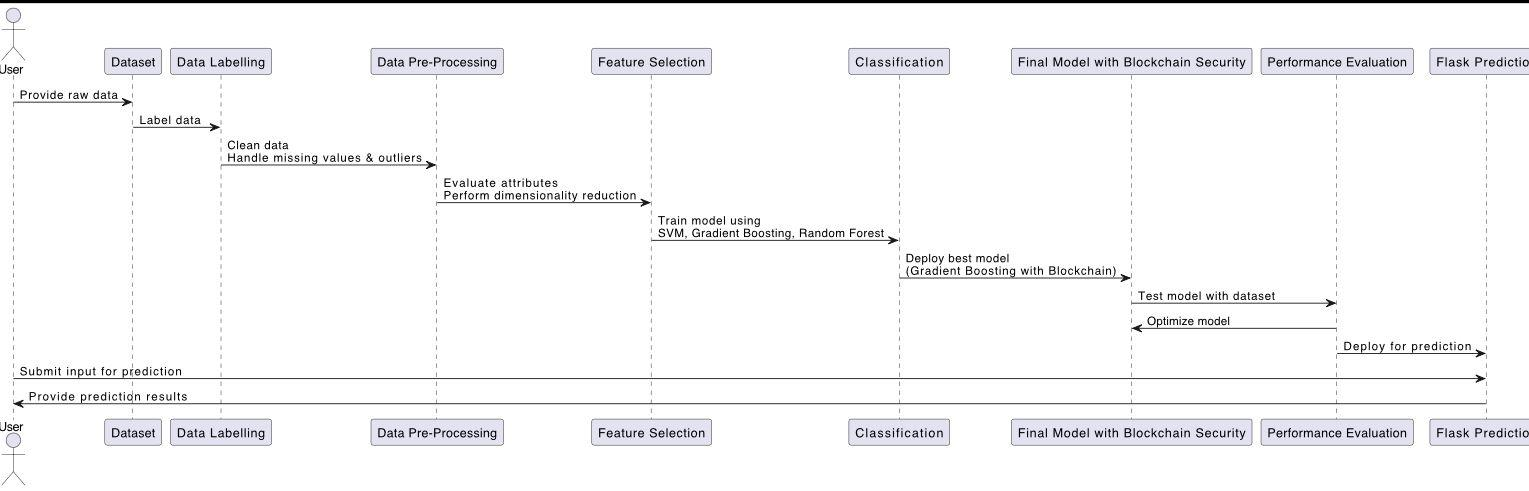 User
Dataset
Data Labelling
Data Pre-Processing
Feature Selection
Classification
Final Model with Blockchain Security
Performance Evaluation
Flask
Provide raw data
Label data
Clean data
Handle missing values & outliers
Evaluate attributes
Perform dimensionality reduction
Train model using
SVM, Gradient Boosting, Random Forest
Deploy best model
(Gradient Boosting with Blockchain)
Test model with dataset
Optimize model
Deploy for prediction
Submit input for prediction
Provide prediction results
User
Dataset
Data Labelling
Data Pre-Processing
Feature Selection
Classification
Final Model with Blockchain Security
Performance Evaluation
Flask